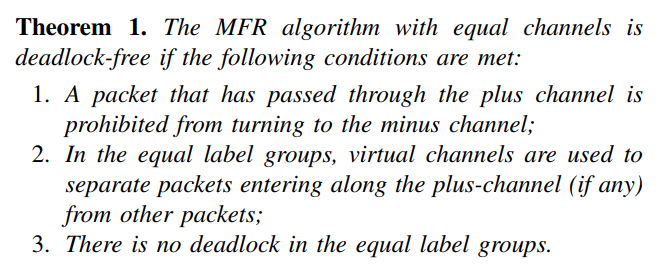 Theorem 1. The MFR algorithm with equal channels is
deadlock-free if the following conditions are met:
1. A packet that has passed through the plus channel is
prohibited from turning to the minus channel;
2. In the equal label groups, virtual channels are used to
separate packets entering along the plus-channel (if any)
from other packets;
3. There is no deadlock in the equal label groups.